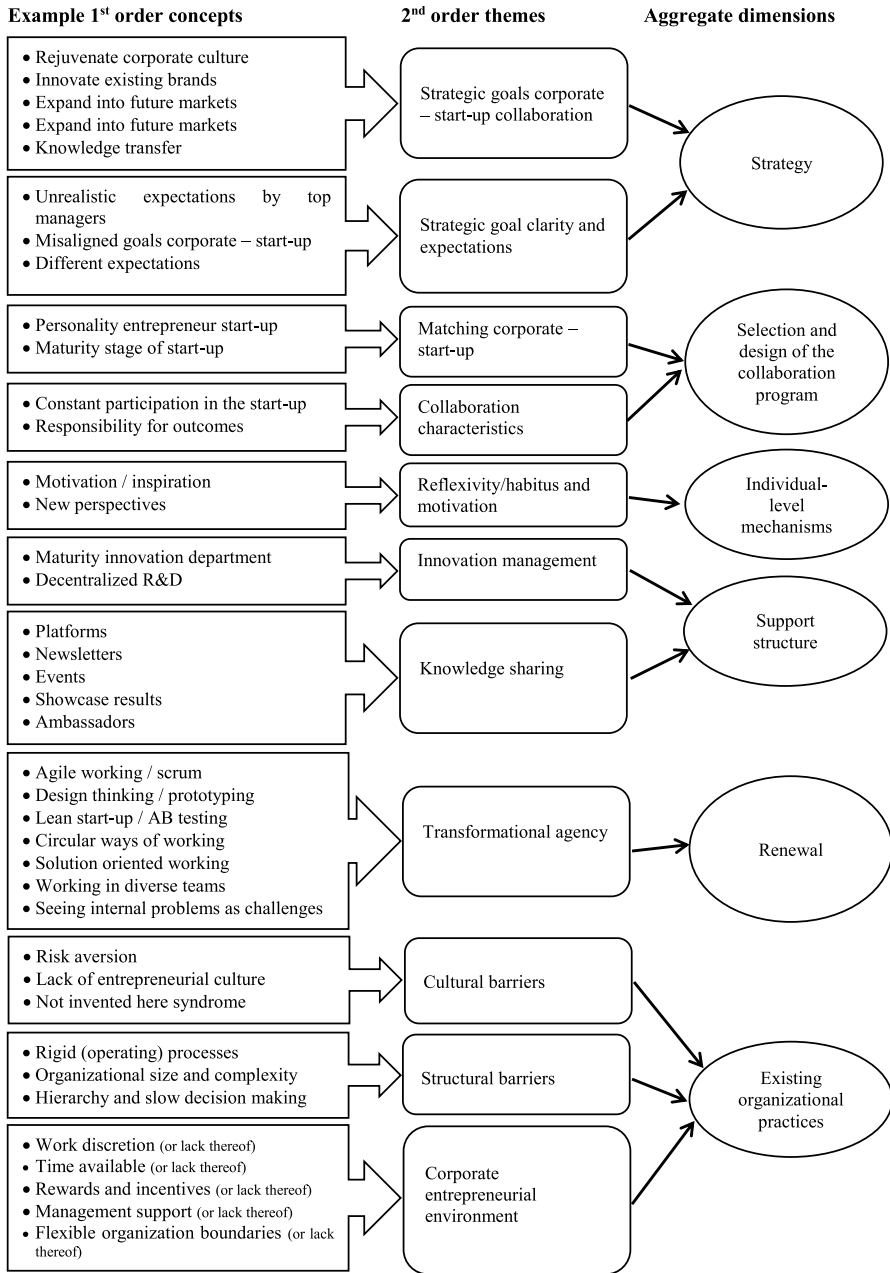 Example 1st order concepts
2nd order themes
Aggregate dimensions
• Rejuvenate corporate culture
• Innovate existing brands
• Expand into future markets
• Expand into future markets
• Knowledge transfer
Strategic goals corporate
– start-up collaboration
Strategy
• Unrealistic expectations by top
managers
• Misaligned goals corporate – start-up
• Different expectations
Strategic goal clarity and
expectations
• Personality entrepreneur start-up
• Maturity stage of start-up
Matching corporate –
start-up
Selection and
design of the
collaboration
program
• Constant participation in the start-up
• Responsibility for outcomes
Collaboration
characteristics
• Motivation / inspiration
• New perspectives
Reflexivity/habitus and
motivation
Individual-
level
mechanisms
• Maturity innovation department
• Decentralized R&D
Innovation management
Support
structure
• Platforms
• Newsletters
• Events
• Showcase results
• Ambassadors
Knowledge sharing
• Agile working / scrum
• Design thinking / prototyping
• Lean start-up / AB testing
• Circular ways of working
• Solution oriented working
• Working in diverse teams
• Seeing internal problems as challenges
Transformational agency
Renewal
• Risk aversion
• Lack of entrepreneurial culture
• Not invented here syndrome
Cultural barriers
• Rigid (operating) processes
• Organizational size and complexity
• Hierarchy and slow decision making
Structural barriers
Existing
organizational
practices
• Work discretion (or lack thereof)
• Time available (or lack thereof)
• Rewards and incentives (or lack thereof)
• Management support (or lack thereof)
• Flexible organization boundaries (or lack
thereof)
Corporate
entrepreneurial
environment